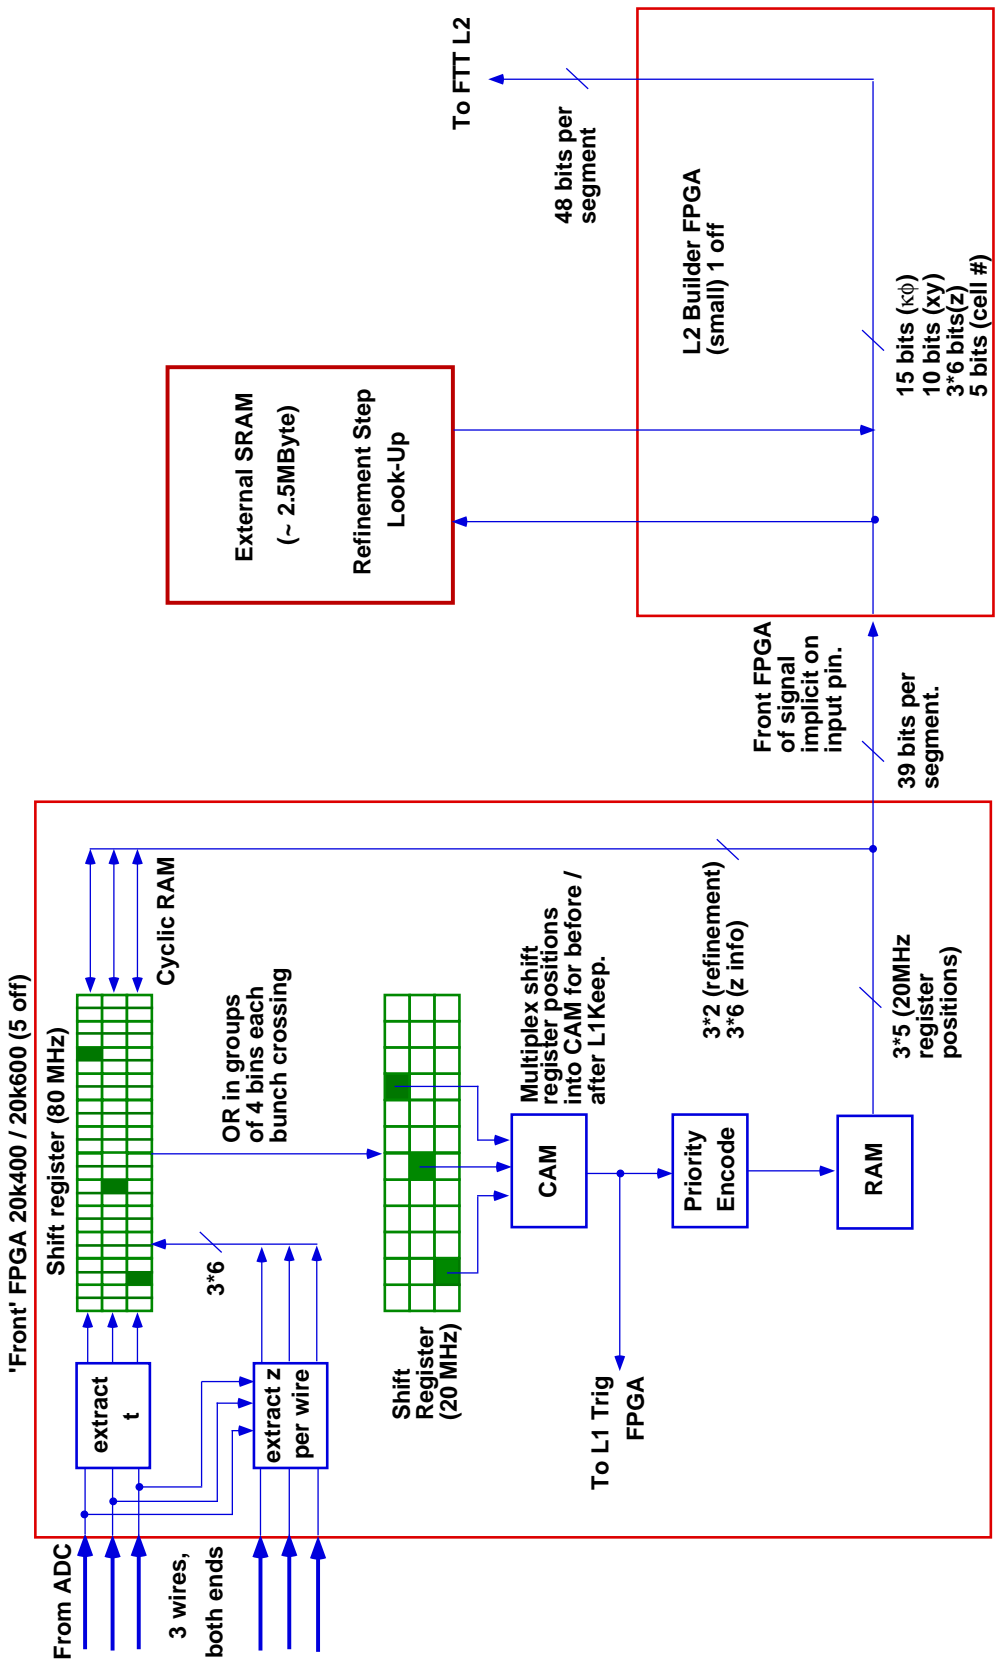 'Front' FPGA 20k400 / 20k600 (5 off)
Shift register (80 MHz)
From ADC
3 wires,
both ends
extract
t
extract z
per wire
3*6
Cyclic RAM
OR in groups
of 4 bins each
bunch crossing
Shift
Register
(20 MHz)
Multiplex shift
register positions
into CAM for before /
after L1Keep.
CAM
To L1 Trig
FPGA
Priority
Encode
RAM
3*2 (refinement)
3*6 (z info)
3*5 (20MHz
register
positions)
Front FPGA
of signal
implicit on
input pin.
39 bits per
segment.
External SRAM
(~ 2.5MByte)
Refinement Step
Look-Up
L2 Builder FPGA
(small) 1 off
15 bits (κϕ)
10 bits (xy)
3*6 bits(z)
5 bits (cell #)
48 bits per
segment
To FTT L2